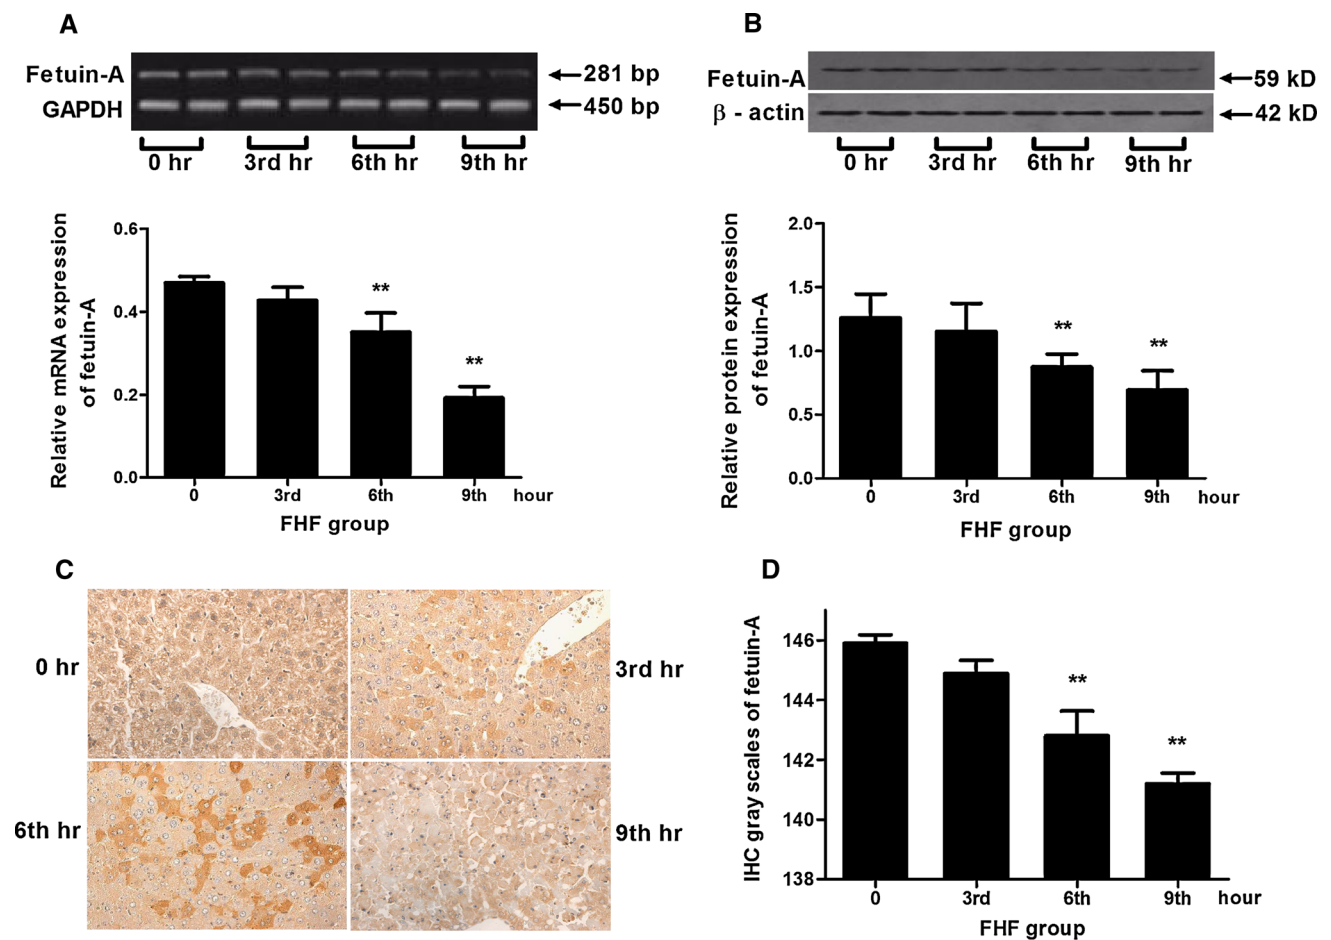 A
Fetuin-A
281 bp
GAPDH
450 bp
0 hr 3rd hr 6th hr 9th hr
Relative mRNA expression
of fetuin-A
0.6
0.4
0.2
0.0
**
**
0 3rd 6th 9th hour
FHF group
B
Fetuin-A
59 kD
β - actin
42 kD
0 hr 3rd hr 6th hr 9th hr
Relative protein expression
of fetuin-A
2.0
1.5
1.0
0.5
0.0
**
**
0 3rd 6th 9th hour
FHF group
C
0 hr
3rd hr
6th hr
9th hr
D
IHC gray scales of fetuin-A
146
144
142
140
138
**
**
0 3rd 6th 9th hour
FHF group